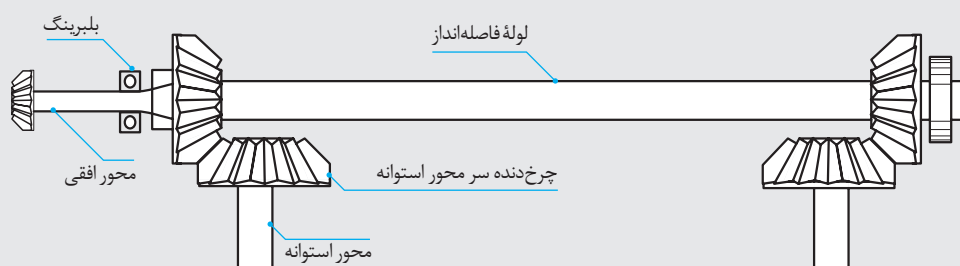 بلبرینگ
لولهٔ فاصله‌انداز
محور افقی
چرخ‌دنده سر محور استوانه
محور استوانه